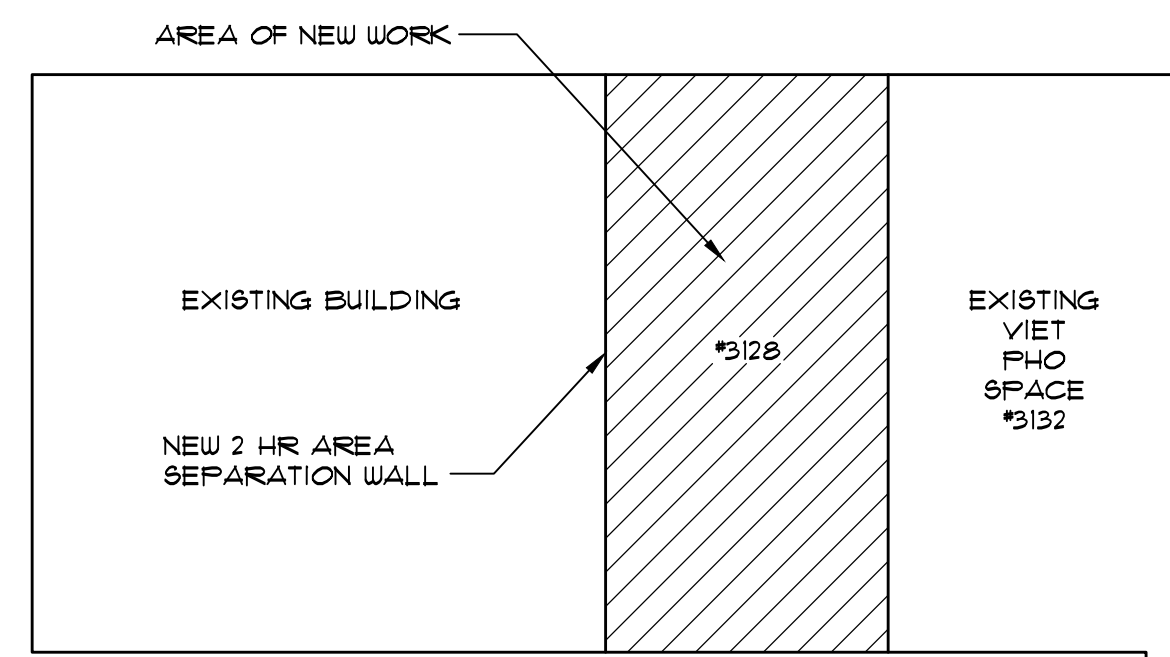 AREA OF NEW WORK
EXISTING BUILDING
#3128
NEW 2 HR AREA
SEPARATION WALL
EXISTING
VIET
PHO
SPACE
#3132